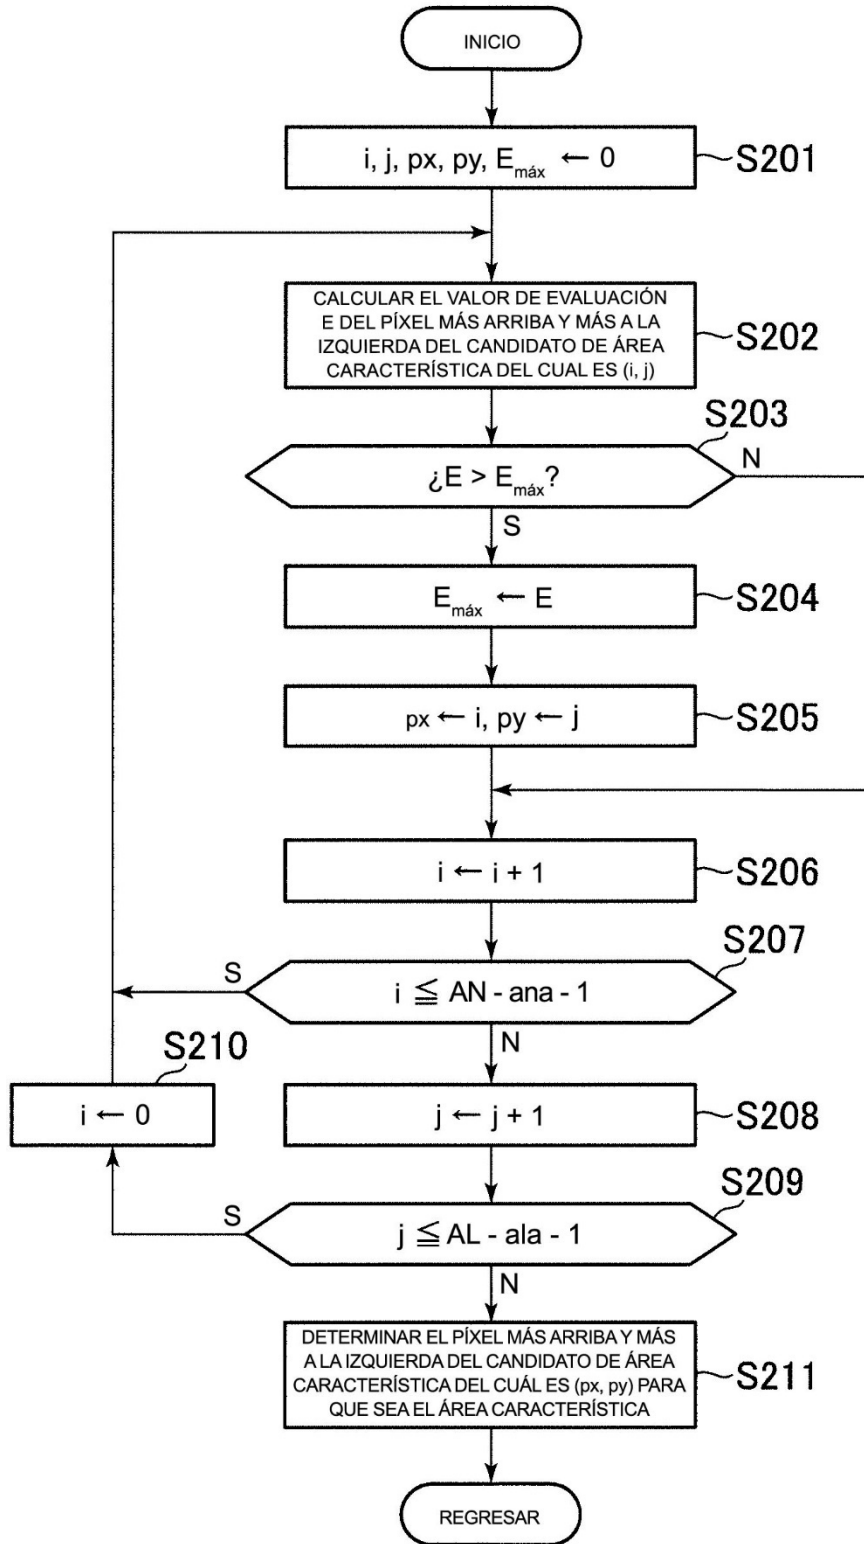 INICIO
i, j, px, py, Emáx ← 0
S201
CALCULAR EL VALOR DE EVALUACIÓN
E DEL PÍXEL MÁS ARRIBA Y MÁS A LA
IZQUIERDA DEL CANDIDATO DE ÁREA
CARACTERÍSTICA DEL CUAL ES (i, j)
S202
S203
¿E > Emáx?
N
S
Emáx ← E
S204
px ← i, py ← j
S205
i ← i + 1
S206
S207
S
i ≦ AN - ana - 1
N
S210
i ← 0
j ← j + 1
S208
S209
S
j ≦ AL - ala - 1
N
DETERMINAR EL PÍXEL MÁS ARRIBA Y MÁS
A LA IZQUIERDA DEL CANDIDATO DE ÁREA
CARACTERÍSTICA DEL CUÁL ES (px, py) PARA
QUE SEA EL ÁREA CARACTERÍSTICA
S211
REGRESAR